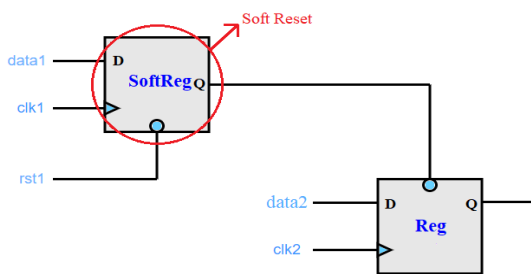 Soft Reset
data1
D
SoftReg
Q
clk1
rst1
data2
D
Q
Reg
clk2